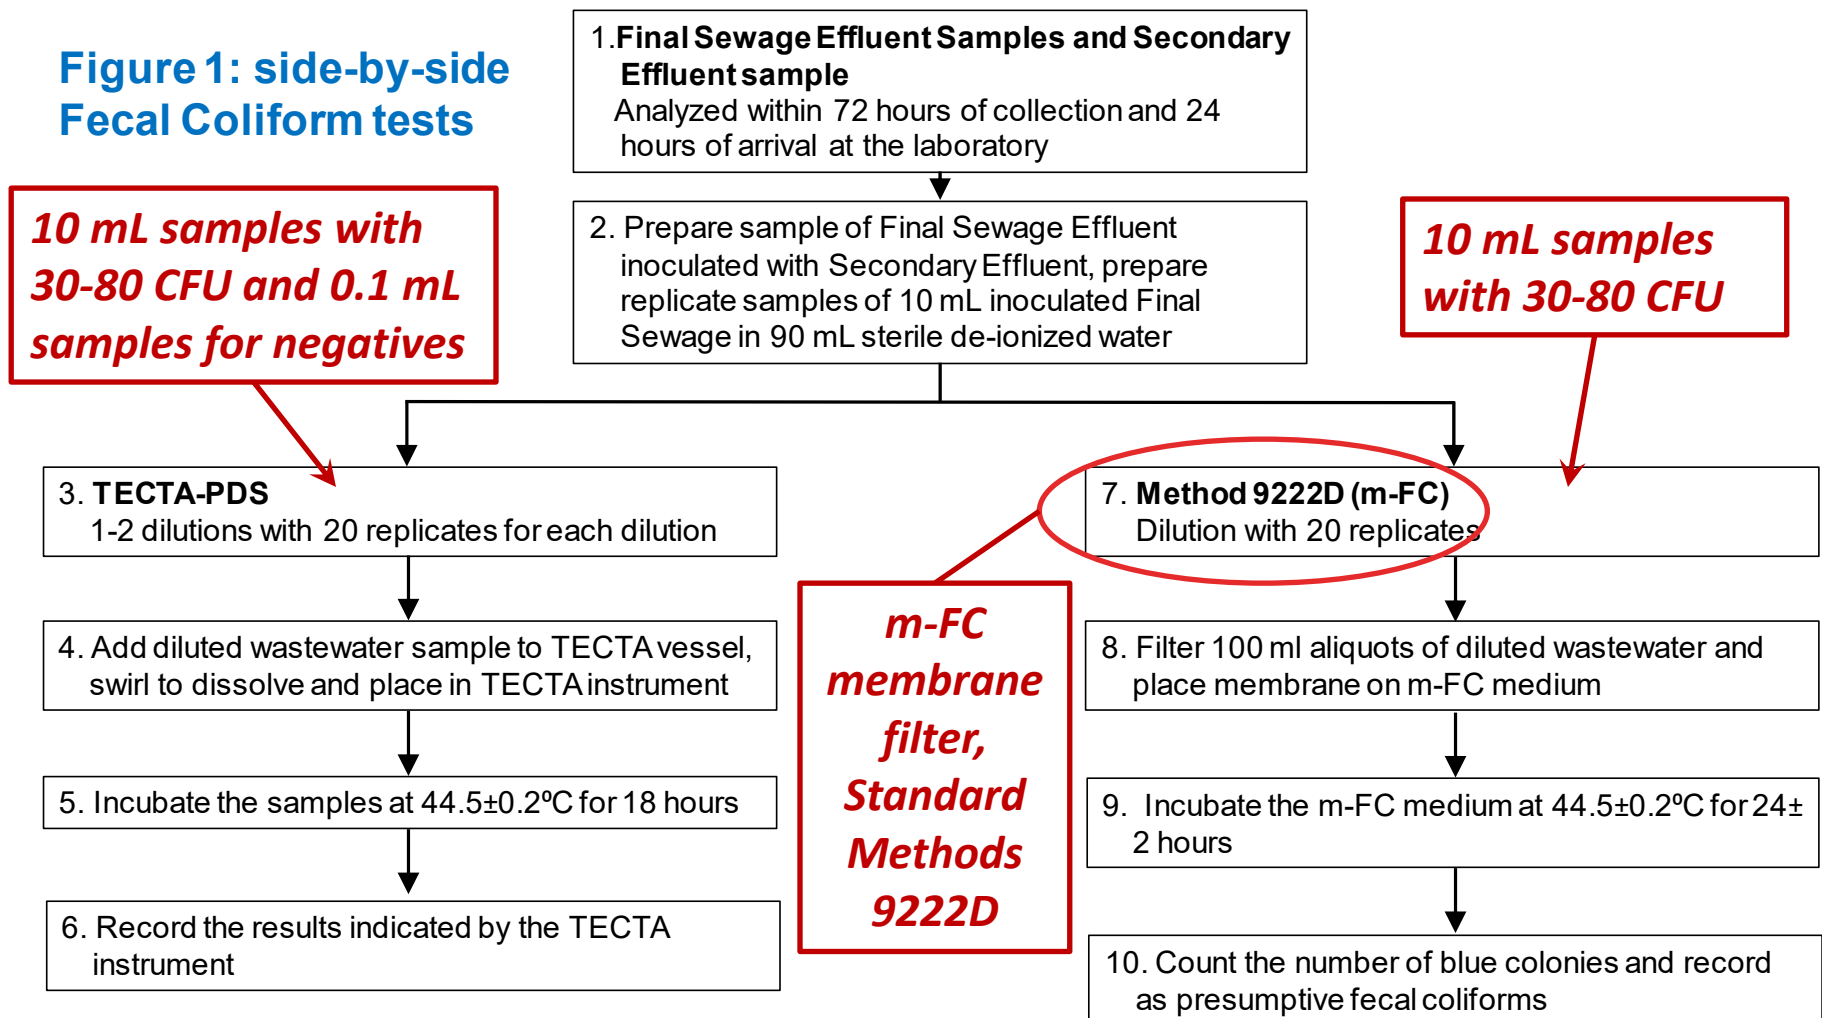 Figure 1: side-by-side
Fecal Coliform tests
1.Final Sewage Effluent Samples and Secondary
Effluent sample
Analyzed within 72 hours of collection and 24
hours of arrival at the laboratory
10 mL samples with
30-80 CFU and 0.1 mL
samples for negatives
2. Prepare sample of Final Sewage Effluent
inoculated with Secondary Effluent, prepare
replicate samples of 10 mL inoculated Final
Sewage in 90 mL sterile de-ionized water
10 mL samples
with 30-80 CFU
3. TECTA-PDS
1-2 dilutions with 20 replicates for each dilution
4. Add diluted wastewater sample to TECTA vessel,
swirl to dissolve and place in TECTA instrument
5. Incubate the samples at 44.5±0.2ºC for 18 hours
6. Record the results indicated by the TECTA
instrument
m-FC
membrane
filter,
Standard
Methods
9222D
7. Method 9222D (m-FC)
Dilution with 20 replicates
8. Filter 100 ml aliquots of diluted wastewater and
place membrane on m-FC medium
9. Incubate the m-FC medium at 44.5±0.2ºC for 24±
2 hours
10. Count the number of blue colonies and record
as presumptive fecal coliforms